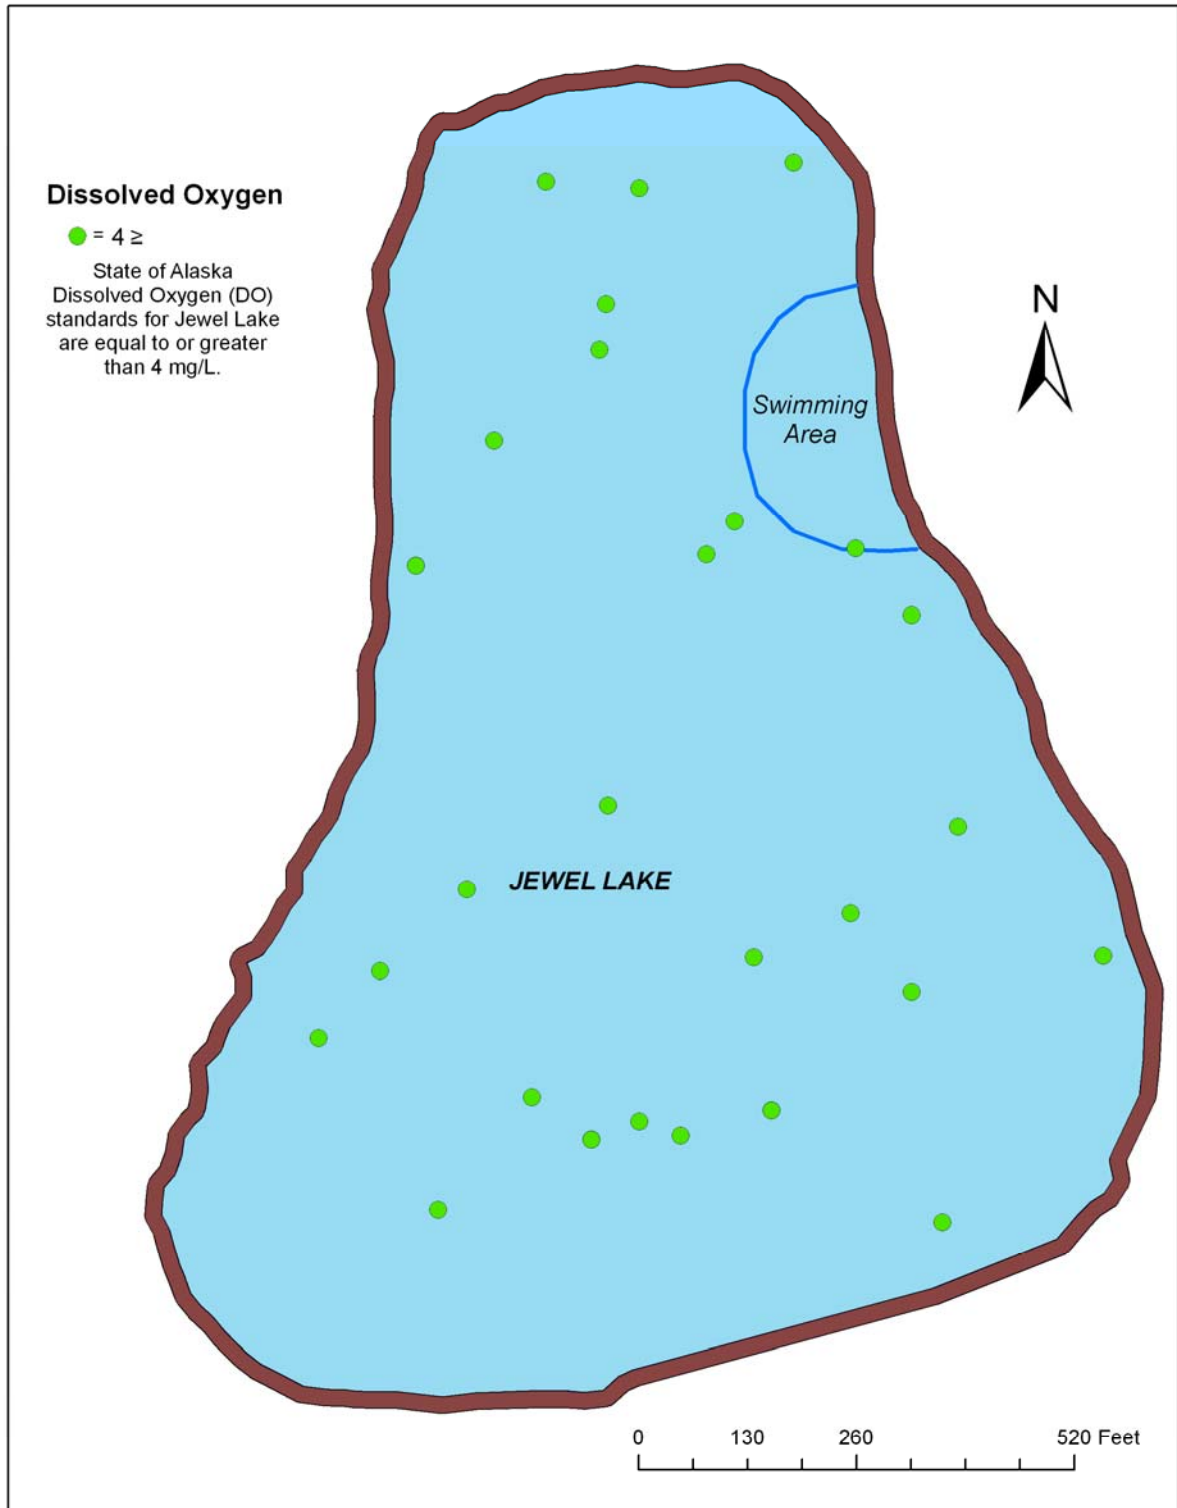 Dissolved Oxygen
= 4 ≥
State of Alaska
Dissolved Oxygen (DO)
standards for Jewel Lake
are equal to or greater
than 4 mg/L.
N
Swimming
Area
JEWEL LAKE
0 130 260 520 Feet